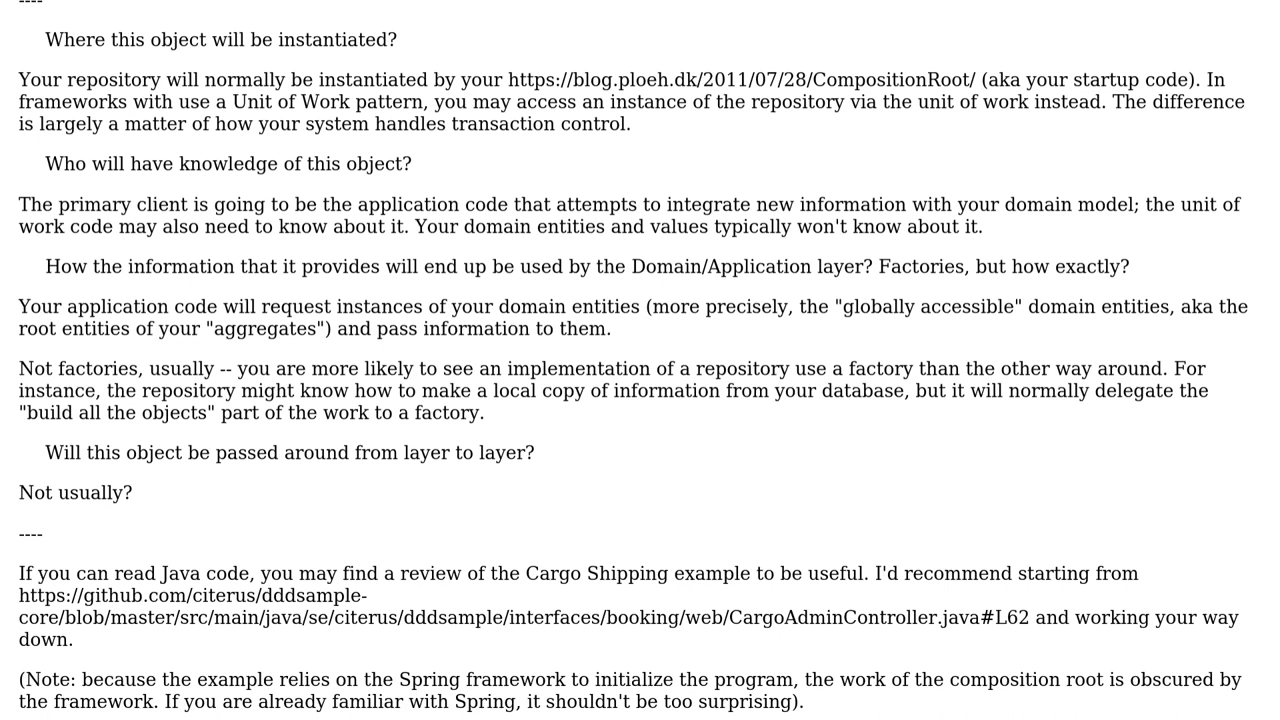 ----
Where this object will be instantiated?
Your repository will normally be instantiated by your https://blog.ploeh.dk/2011/07/28/CompositionRoot/ (aka your startup code). In
frameworks with use a Unit of Work pattern, you may access an instance of the repository via the unit of work instead. The difference
is largely a matter of how your system handles transaction control.
Who will have knowledge of this object?
The primary client is going to be the application code that attempts to integrate new information with your domain model; the unit of
work code may also need to know about it. Your domain entities and values typically won't know about it.
How the information that it provides will end up be used by the Domain/Application layer? Factories, but how exactly?
Your application code will request instances of your domain entities (more precisely, the "globally accessible" domain entities, aka the
root entities of your "aggregates") and pass information to them.
Not factories, usually -- you are more likely to see an implementation of a repository use a factory than the other way around. For
instance, the repository might know how to make a local copy of information from your database, but it will normally delegate the
"build all the objects" part of the work to a factory.
Will this object be passed around from layer to layer?
Not usually?
----
If you can read Java code, you may find a review of the Cargo Shipping example to be useful. I'd recommend starting from
https://github.com/citerus/dddsample-
core/blob/master/src/main/java/se/citerus/dddsample/interfaces/booking/web/CargoAdminController.java#L62 and working your way
down.
(Note: because the example relies on the Spring framework to initialize the program, the work of the composition root is obscured by
the framework. If you are already familiar with Spring, it shouldn't be too surprising).